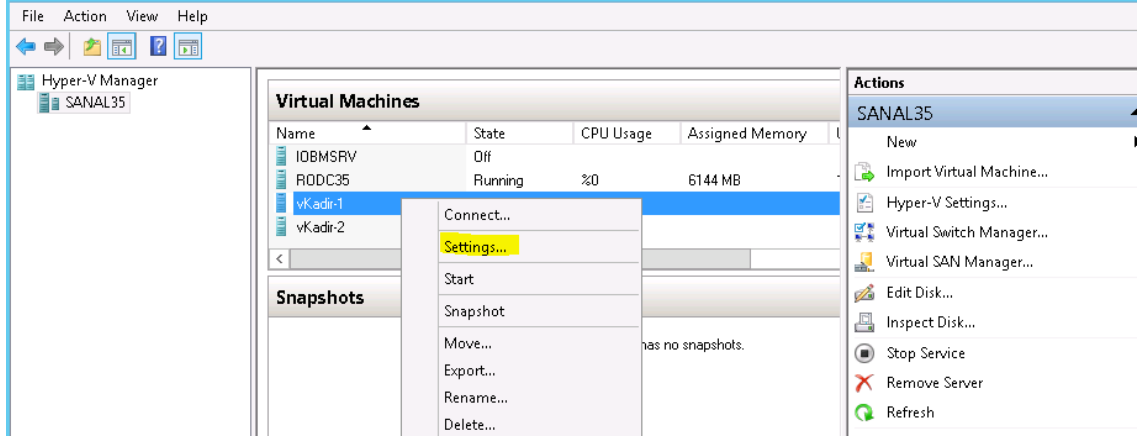 File Action View Help
Hyper-V Manager
SANAL35
Virtual Machines
Name State CPU Usage Assigned Memory
IOBMSRV Off
RODC35 Running %0 6144 MB
vKadir-1
vKadir-2
Connect...
Settings...
Start
Snapshot
Move...
Export...
Rename...
Delete...
Snapshots
has no snapshots.
Actions
SANAL35
New
Import Virtual Machine...
Hyper-V Settings...
Virtual Switch Manager...
Virtual SAN Manager...
Edit Disk...
Inspect Disk...
Stop Service
Remove Server
Refresh